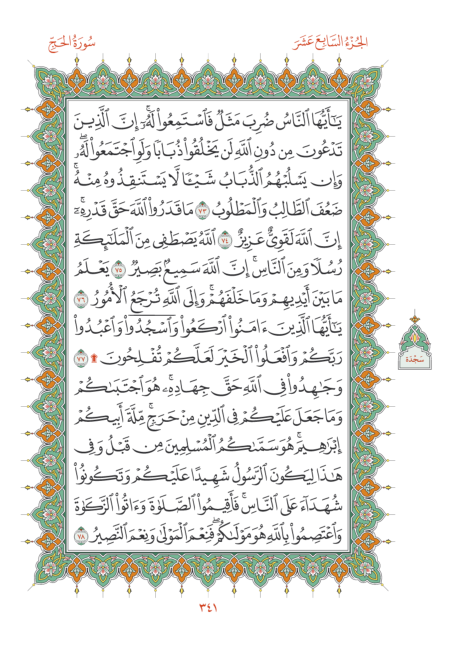 الجُزْءُ السَّابِعَ عَشَرَ
سُورَةُ الحَجِّ
يَـٰٓأَيُّهَا ٱلنَّاسُ ضُرِبَ مَثَلٌ فَٱسْتَمِعُوا۟ لَهُۥٓ ۚ إِنَّ ٱلَّذِينَ
تَدْعُونَ مِن دُونِ ٱللَّهِ لَن يَخْلُقُوا۟ ذُبَابًا وَلَوِ ٱجْتَمَعُوا۟ لَهُۥ ۖ
وَإِن يَسْلُبْهُمُ ٱلذُّبَابُ شَيْـًٔا لَّا يَسْتَنقِذُوهُ مِنْهُ ۚ
ضَعُفَ ٱلطَّالِبُ وَٱلْمَطْلُوبُ ٧٣ مَا قَدَرُوا۟ ٱللَّهَ حَقَّ قَدْرِهِۦٓ ۗ
إِنَّ ٱللَّهَ لَقَوِىٌّ عَزِيزٌ ٧٤ ٱللَّهُ يَصْطَفِى مِنَ ٱلْمَلَـٰٓئِكَةِ
رُسُلًا وَمِنَ ٱلنَّاسِ ۚ إِنَّ ٱللَّهَ سَمِيعٌۢ بَصِيرٌ ٧٥ يَعْلَمُ
مَا بَيْنَ أَيْدِيهِمْ وَمَا خَلْفَهُمْ ۗ وَإِلَى ٱللَّهِ تُرْجَعُ ٱلْأُمُورُ ٧٦
يَـٰٓأَيُّهَا ٱلَّذِينَ ءَامَنُوا۟ ٱرْكَعُوا۟ وَٱسْجُدُوا۟ وَٱعْبُدُوا۟
رَبَّكُمْ وَٱفْعَلُوا۟ ٱلْخَيْرَ لَعَلَّكُمْ تُفْلِحُونَ ۩ ٧٧
وَجَـٰهِدُوا۟ فِى ٱللَّهِ حَقَّ جِهَادِهِۦ ۚ هُوَ ٱجْتَبَىٰكُمْ
وَمَا جَعَلَ عَلَيْكُمْ فِى ٱلدِّينِ مِنْ حَرَجٍ ۚ مِّلَّةَ أَبِيكُمْ
إِبْرَٰهِيمَ ۚ هُوَ سَمَّىٰكُمُ ٱلْمُسْلِمِينَ مِن قَبْلُ وَفِى
هَـٰذَا لِيَكُونَ ٱلرَّسُولُ شَهِيدًا عَلَيْكُمْ وَتَكُونُوا۟
شُهَدَآءَ عَلَى ٱلنَّاسِ ۚ فَأَقِيمُوا۟ ٱلصَّلَوٰةَ وَءَاتُوا۟ ٱلزَّكَوٰةَ
وَٱعْتَصِمُوا۟ بِٱللَّهِ هُوَ مَوْلَىٰكُمْ ۖ فَنِعْمَ ٱلْمَوْلَىٰ وَنِعْمَ ٱلنَّصِيرُ ٧٨
سَجْدَة
٣٤١